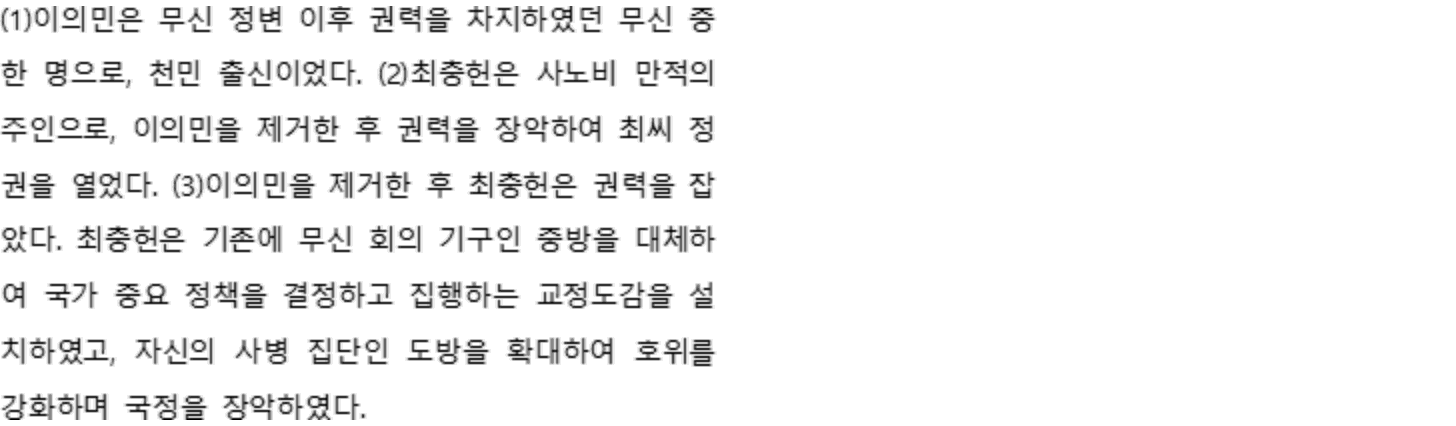 (1)이의민은 무신 정변 이후 권력을 차지하였던 무신 중
한 명으로, 천민 출신이었다. (2)최충헌은 사노비 만적의
주인으로, 이의민을 제거한 후 권력을 장악하여 최씨 정
권을 열었다. (3)이의민을 제거한 후 최충헌은 권력을 잡
았다. 최충헌은 기존에 무신 회의 기구인 중방을 대체하
여 국가 중요 정책을 결정하고 집행하는 교정도감을 설
치하였고, 자신의 사병 집단인 도방을 확대하여 호위를
강화하며 국정을 장악하였다.